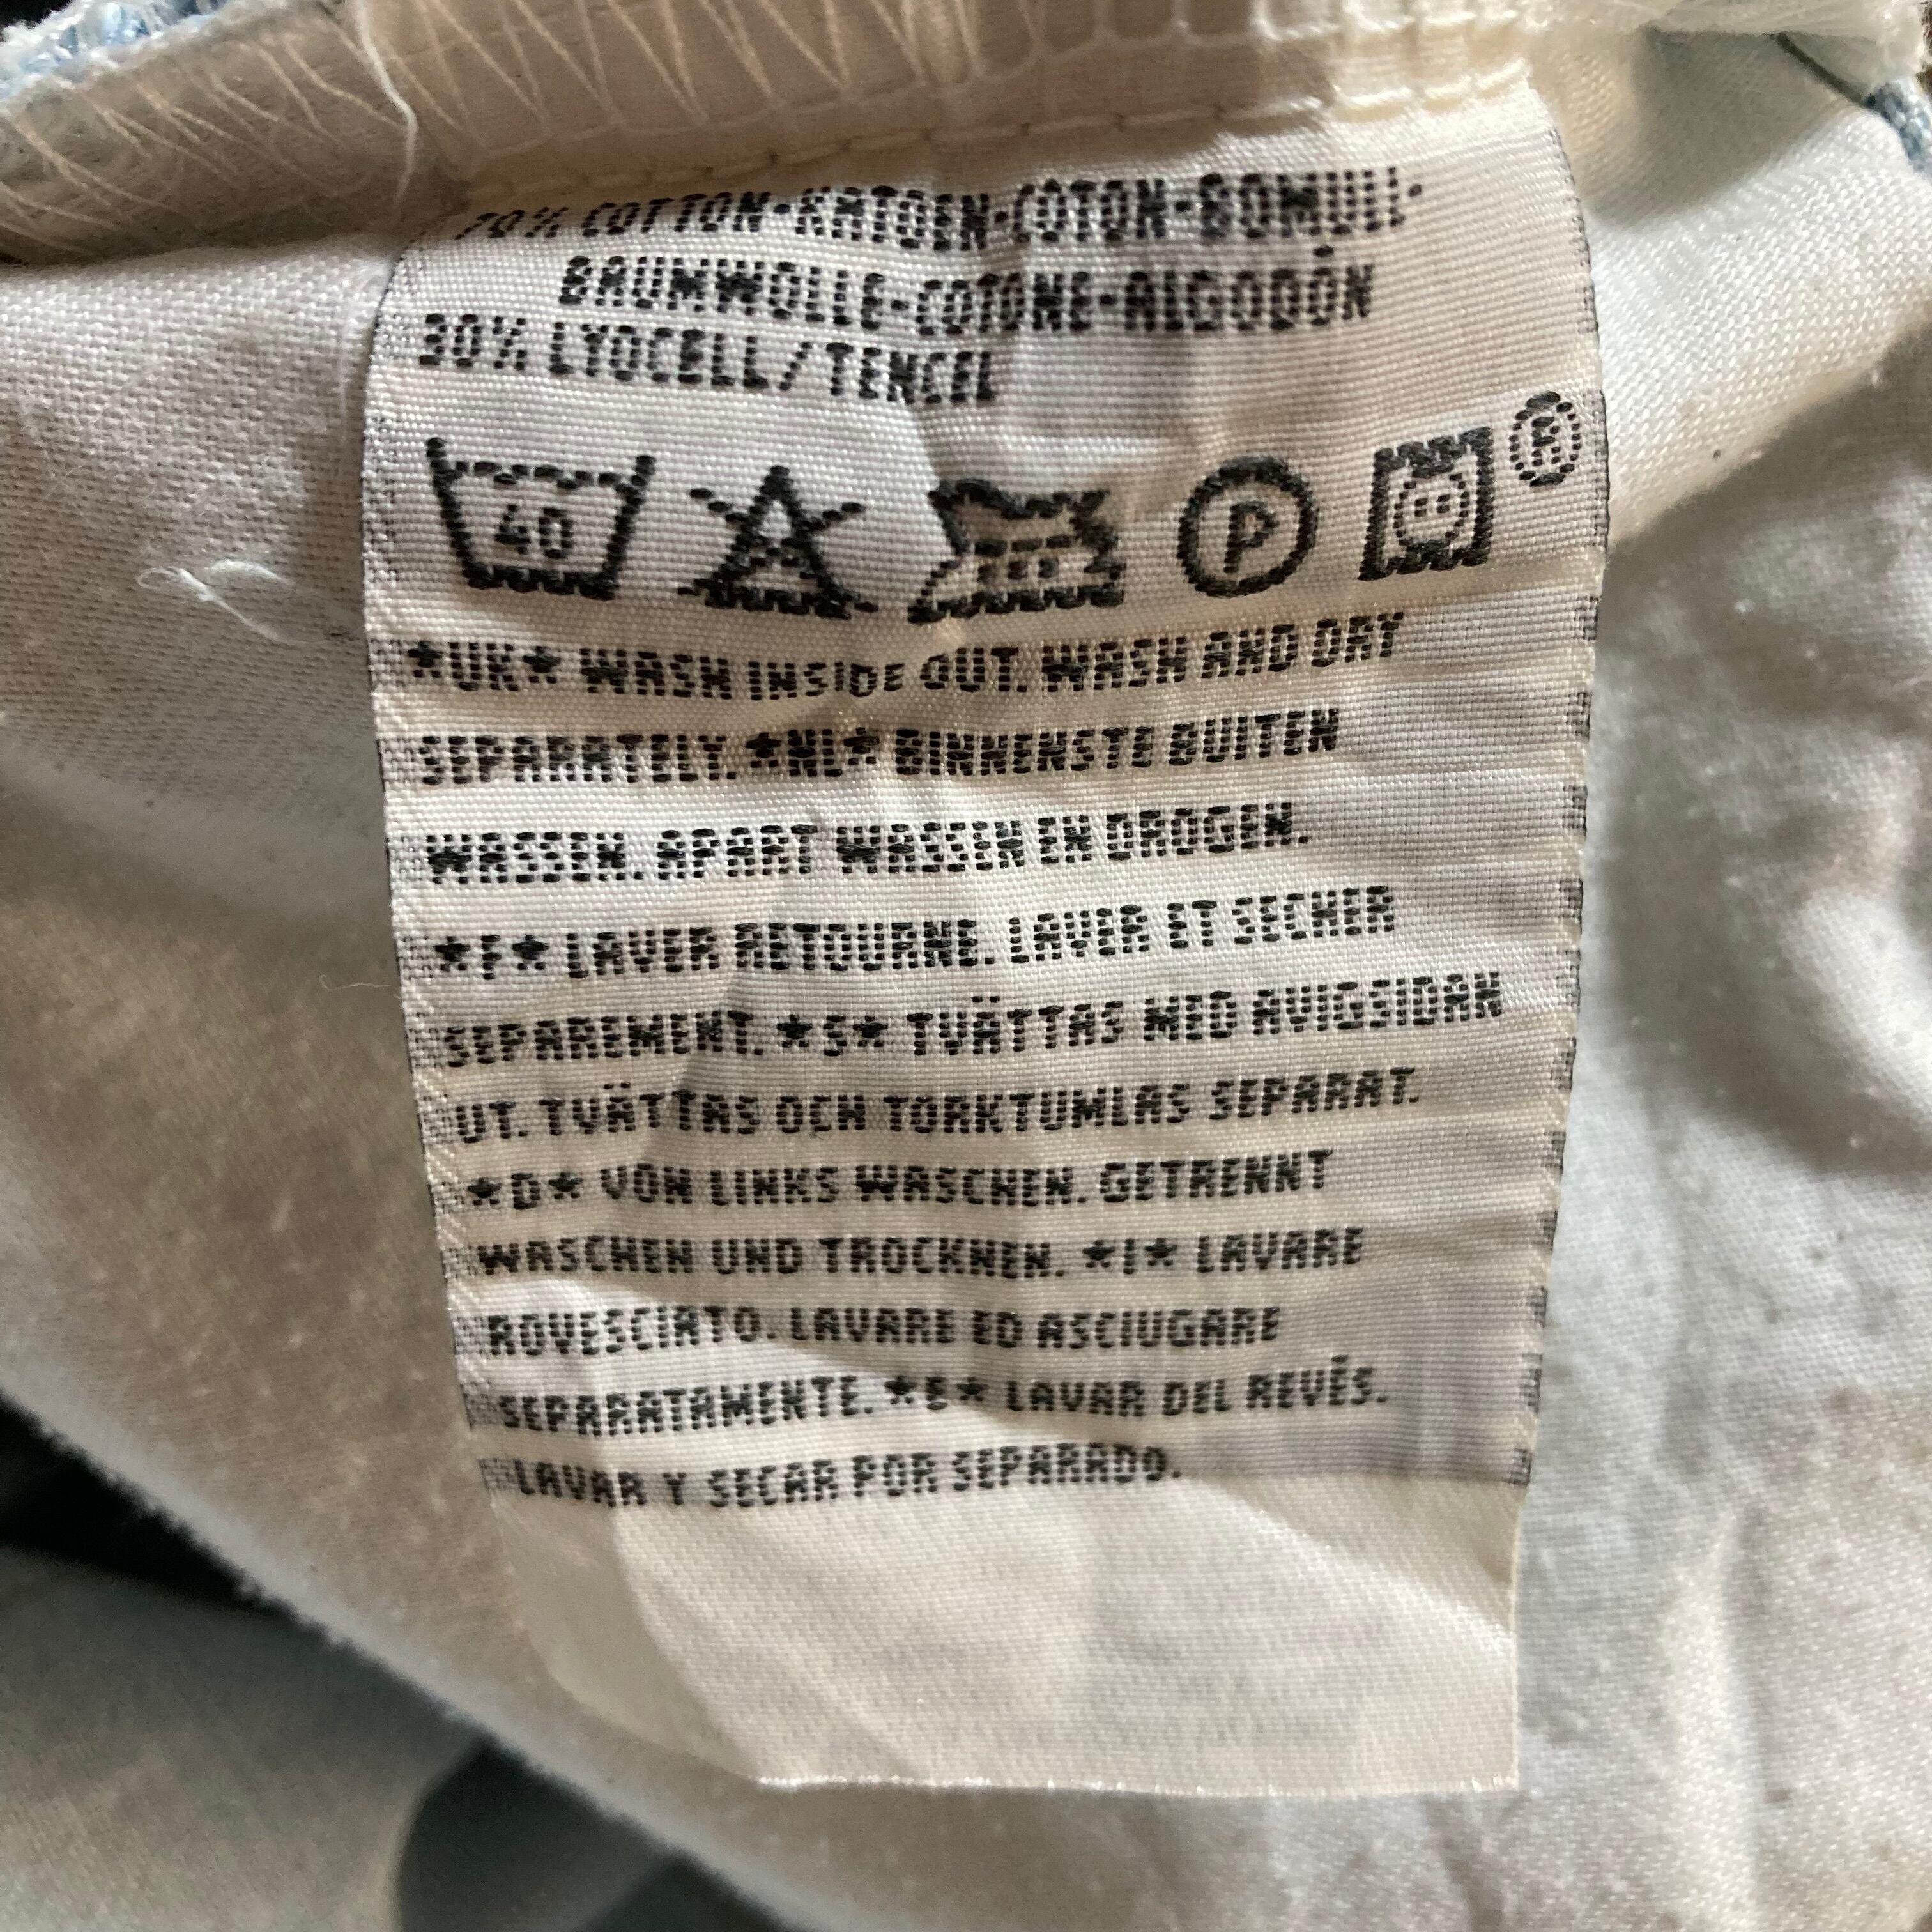 70% COTTON-KATOEN-COTON-BOMULL-
BAUMWOLLE-COTONE-ALGODÓN
30% LYOCELL/TENCEL
40 P ®
*UK* WASH INSIDE OUT. WASH AND DRY
SEPARATELY. *NL* BINNENSTE BUITEN
WASSEN. APART WASSEN EN DROGEN.
*F* LAVER RETOURNE. LAVER ET SECHER
SEPAREMENT. *S* TVÄTTAS MED AVIGSIDAN
UT. TVÄTTAS OCH TORKTUMLAS SEPARAT.
*D* VON LINKS WASCHEN. GETRENNT
WASCHEN UND TROCKNEN. *I* LAVARE
ROVESCIATO. LAVARE ED ASCIUGARE
SEPARATAMENTE. *E* LAVAR DEL REVÉS.
LAVAR Y SECAR POR SEPARADO.